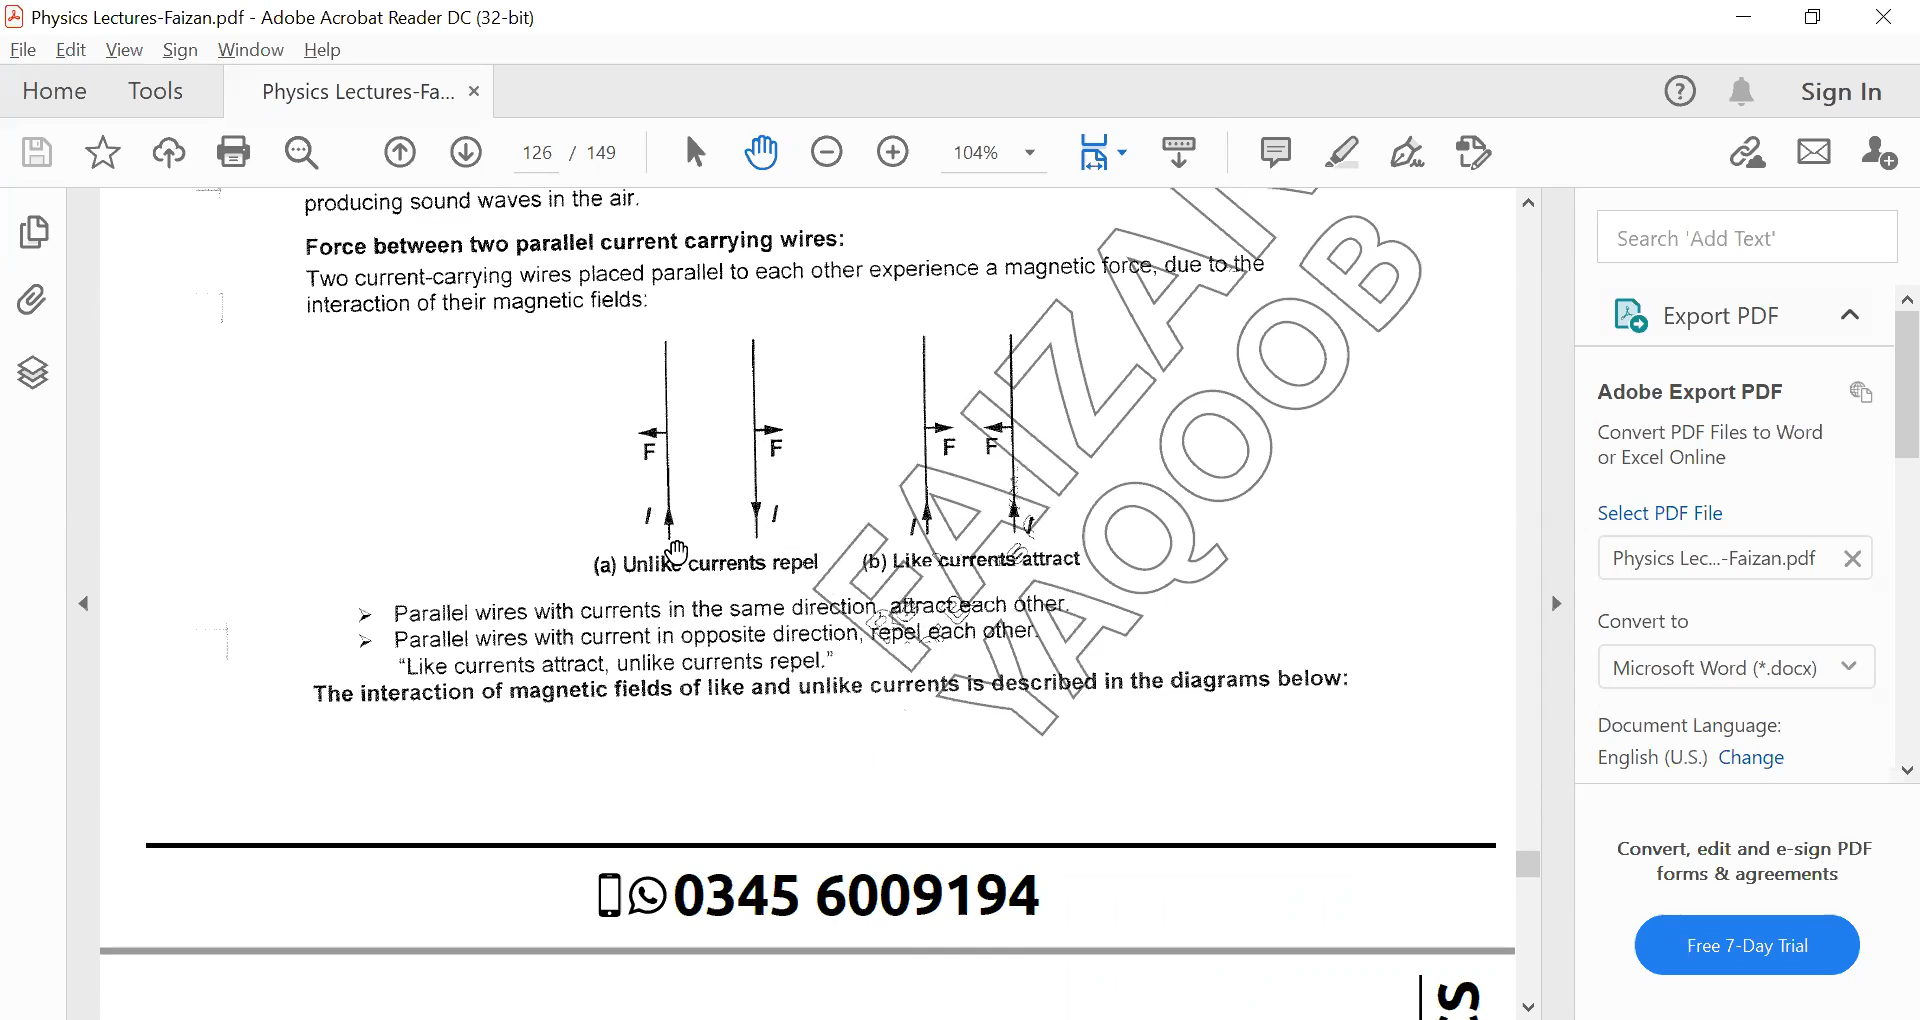 Physics Lectures-Faizan.pdf - Adobe Acrobat Reader DC (32-bit)
File Edit View Sign Window Help
Home Tools Physics Lectures-Fa... Sign In
126 / 149 104%
producing sound waves in the air.
Force between two parallel current carrying wires:
Two current-carrying wires placed parallel to each other experience a magnetic force, due to the
interaction of their magnetic fields:
F F F F
I I I I
(a) Unlike currents repel (b) Like currents attract
➢ Parallel wires with currents in the same direction, attract each other.
➢ Parallel wires with current in opposite direction, repel each other.
“Like currents attract, unlike currents repel.”
The interaction of magnetic fields of like and unlike currents is described in the diagrams below:
FAIZAN
YAQOOB
0345 6009194
S
Search 'Add Text'
Export PDF
Adobe Export PDF
Convert PDF Files to Word
or Excel Online
Select PDF File
Physics Lec...-Faizan.pdf
Convert to
Microsoft Word (*.docx)
Document Language:
English (U.S.) Change
Convert, edit and e-sign PDF
forms & agreements
Free 7-Day Trial